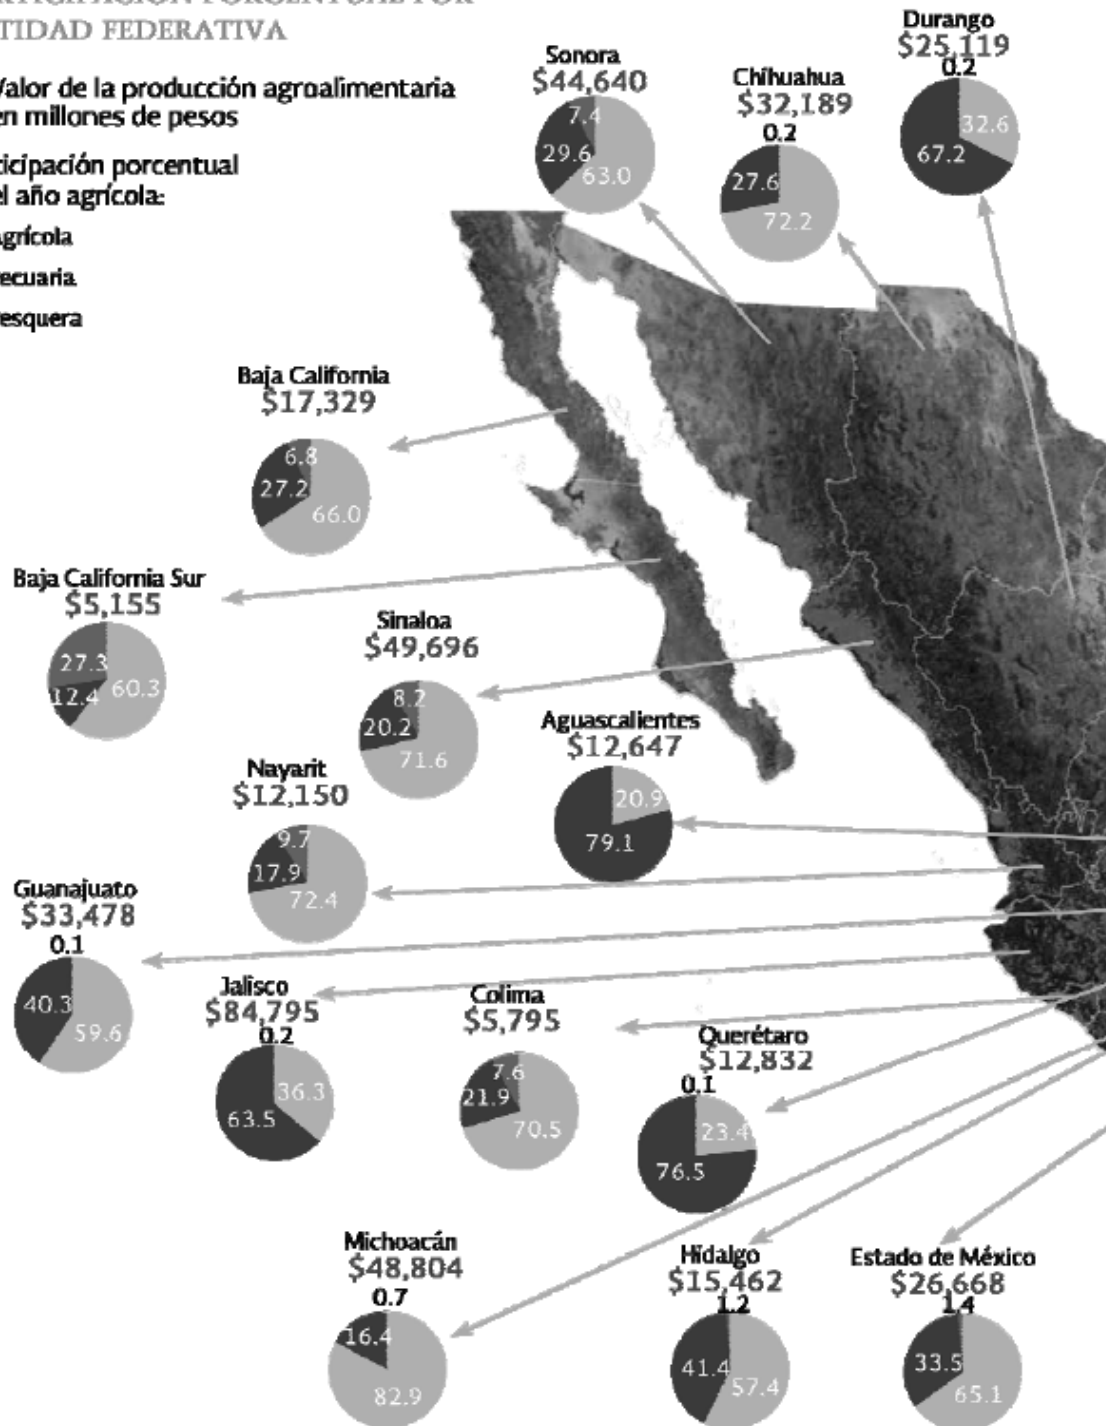 RTICIPACIÓN PORCENTUAL POR
TIDAD FEDERATIVA
Valor de la producción agroalimentaria
en millones de pesos
ticipación porcentual
el año agrícola:
Agrícola
ecuaria
esquera
Sonora
$44,640
7.4
29.6
63.0
Chihuahua
$32,189
0.2
27.6
72.2
Durango
$25,119
0.2
32.6
67.2
Baja California
$17,329
6.8
27.2
66.0
Baja California Sur
$5,155
27.3
12.4
60.3
Sinaloa
$49,696
8.2
20.2
71.6
Aguascalientes
$12,647
20.9
79.1
Nayarit
$12,150
9.7
17.9
72.4
Guanajuato
$33,478
0.1
40.3
59.6
Jalisco
$84,795
0.2
36.3
63.5
Colima
$5,795
7.6
21.9
70.5
Querétaro
$12,832
0.1
23.4
76.5
Michoacán
$48,804
0.7
16.4
82.9
Hidalgo
$15,462
1.2
41.4
57.4
Estado de México
$26,668
1.4
33.5
65.1